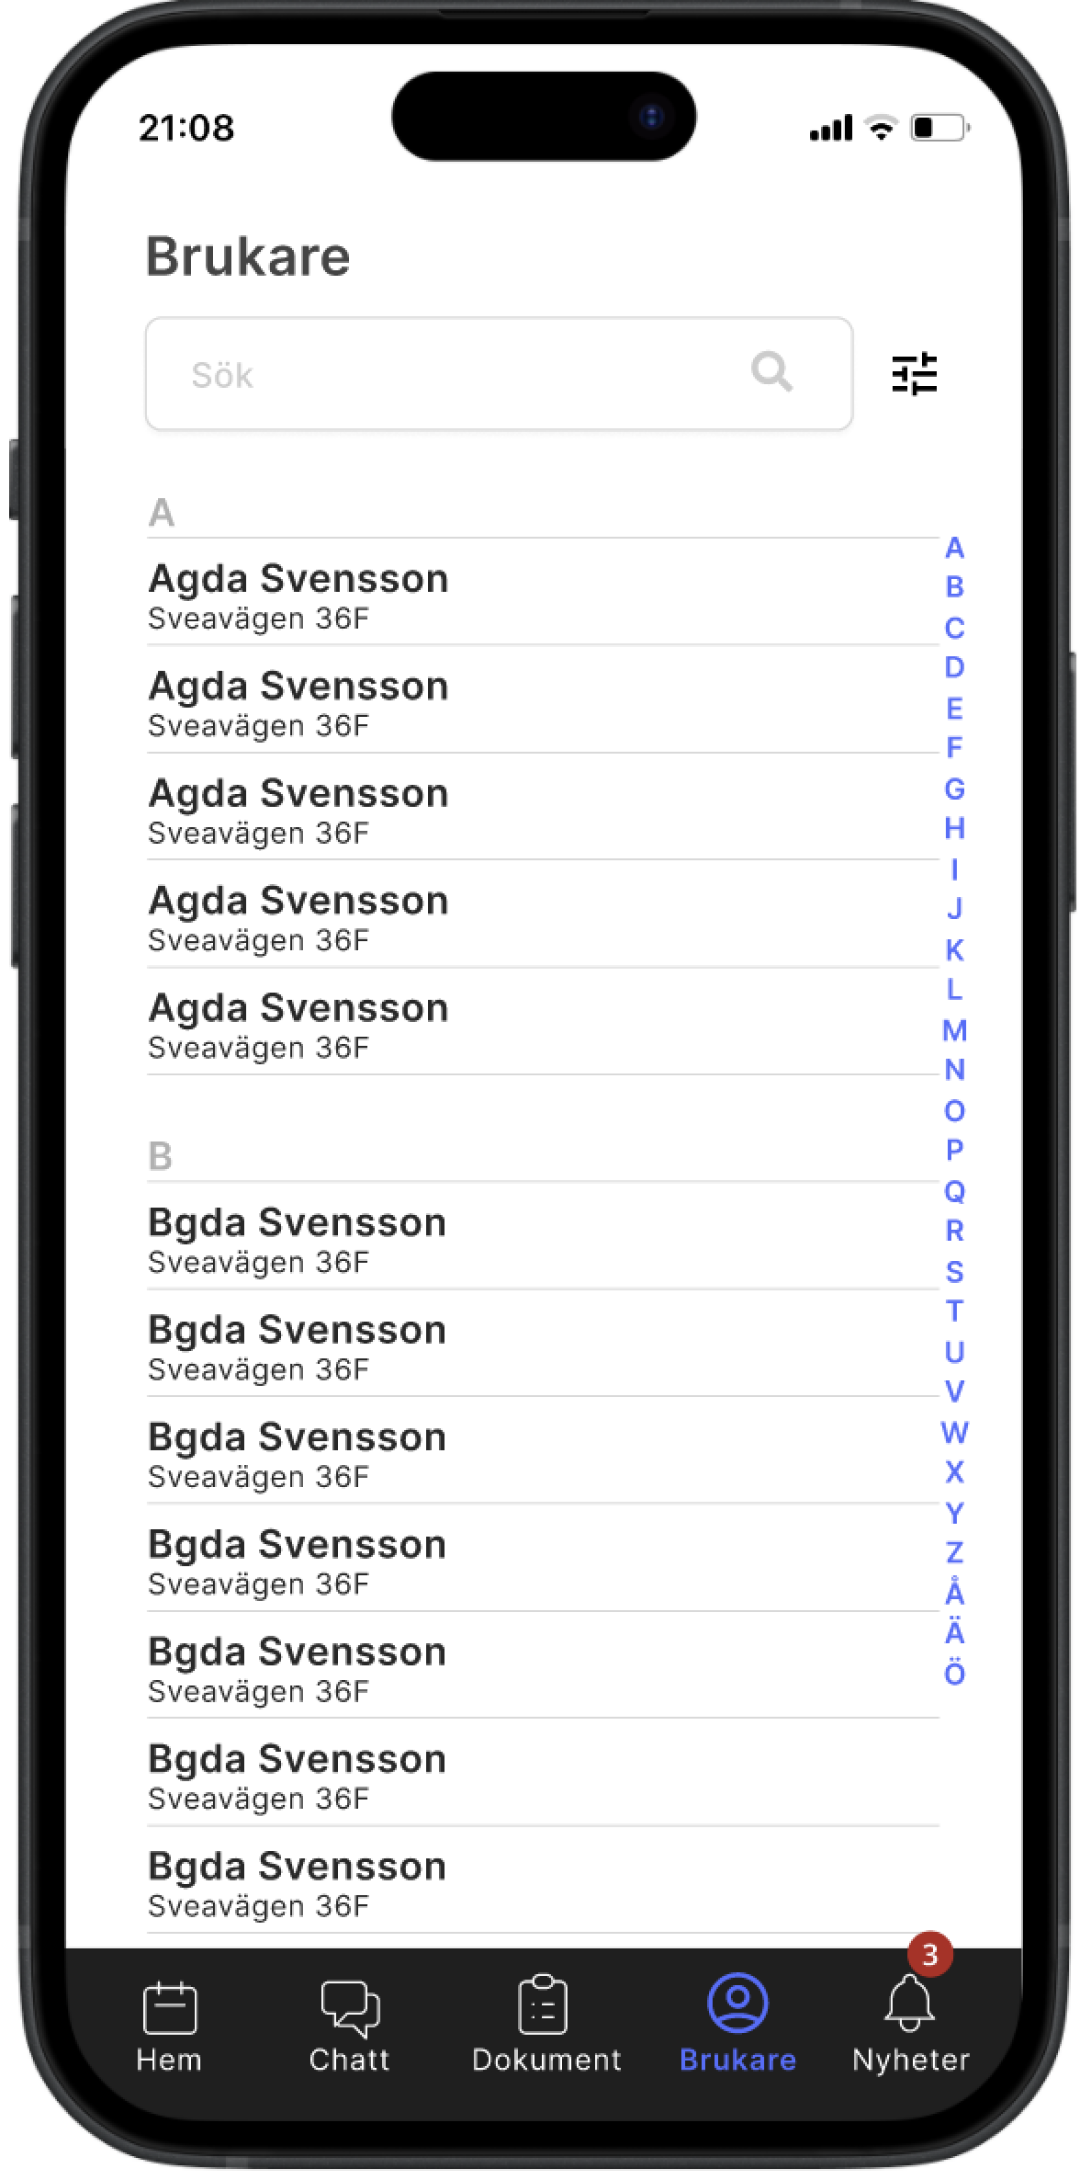 21:08
Brukare
Sök
A
Agda Svensson
Sveavägen 36F
Agda Svensson
Sveavägen 36F
Agda Svensson
Sveavägen 36F
Agda Svensson
Sveavägen 36F
Agda Svensson
Sveavägen 36F
B
Bgda Svensson
Sveavägen 36F
Bgda Svensson
Sveavägen 36F
Bgda Svensson
Sveavägen 36F
Bgda Svensson
Sveavägen 36F
Bgda Svensson
Sveavägen 36F
Bgda Svensson
Sveavägen 36F
Bgda Svensson
Sveavägen 36F
A
B
C
D
E
F
G
H
I
J
K
L
M
N
O
P
Q
R
S
T
U
V
W
X
Y
Z
Å
Ä
Ö
3
Hem Chatt Dokument Brukare Nyheter